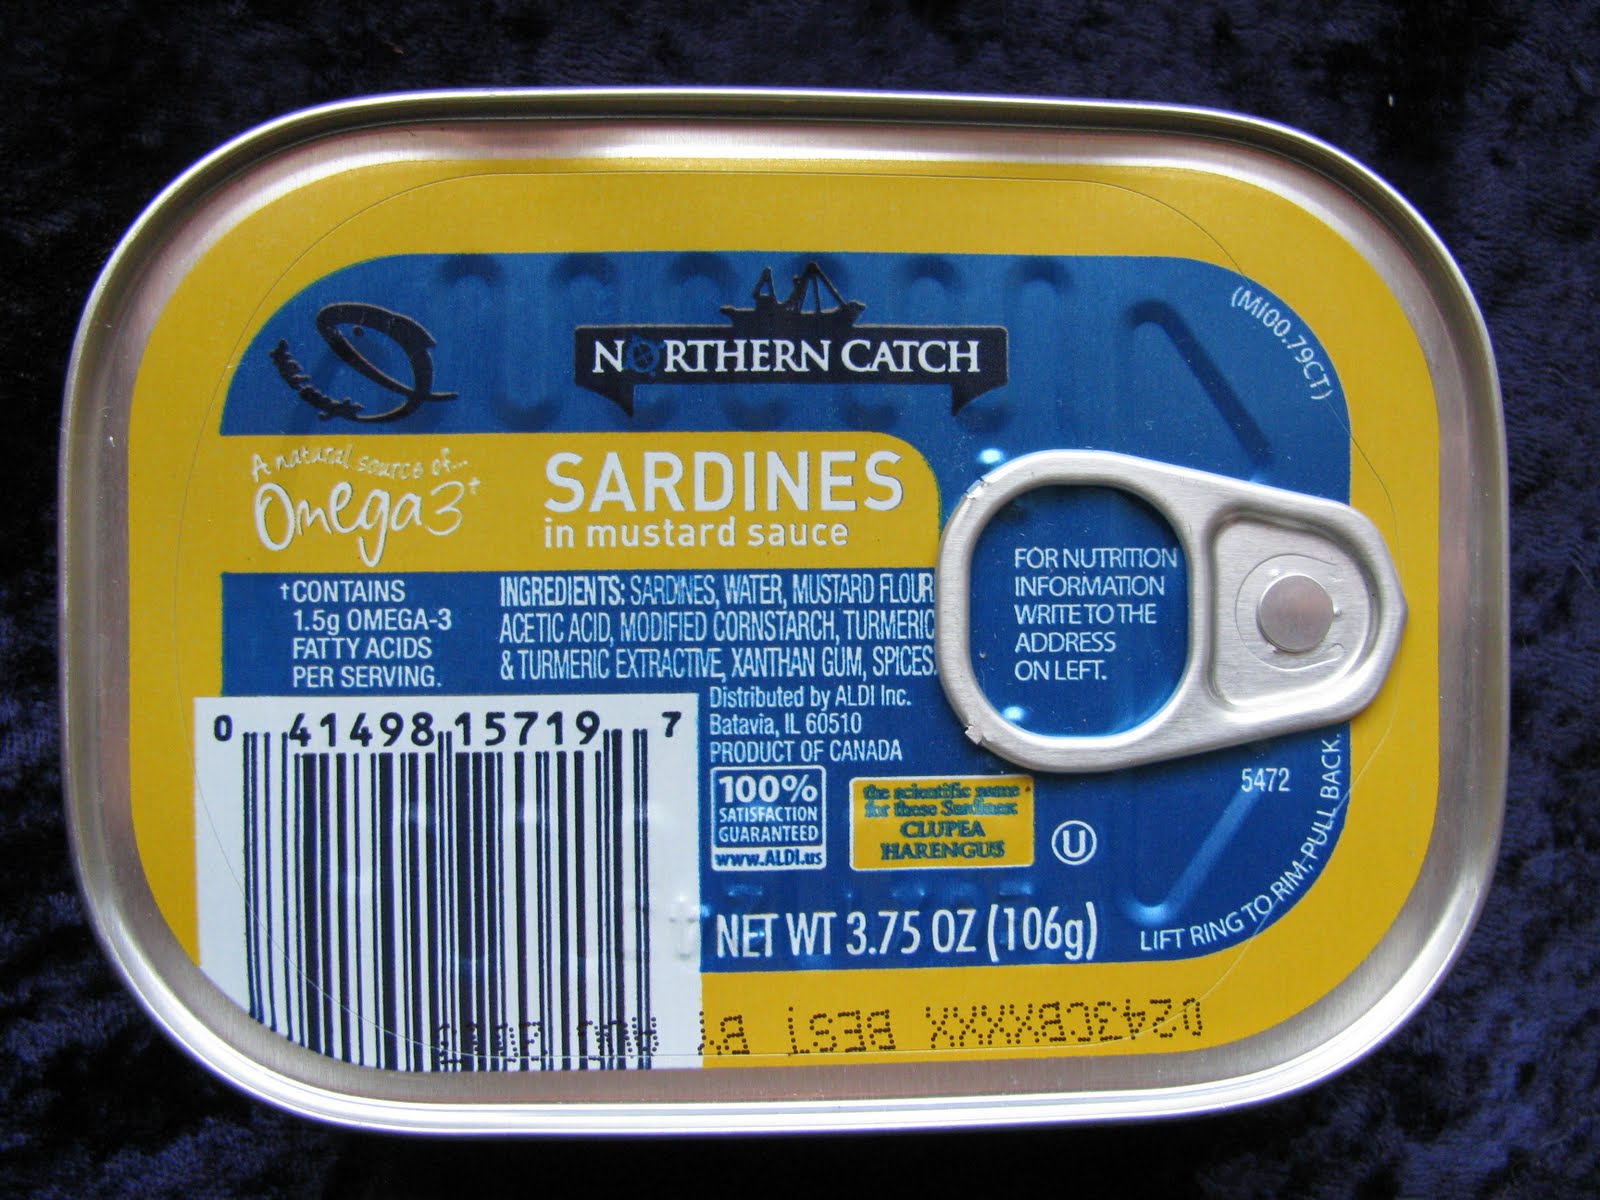 NORTHERN CATCH
(MI00.79CT)
A natural source of...
Omega3†
SARDINES
in mustard sauce
†CONTAINS
1.5g OMEGA-3
FATTY ACIDS
PER SERVING.
INGREDIENTS: SARDINES, WATER, MUSTARD FLOUR
ACETIC ACID, MODIFIED CORNSTARCH, TURMERIC
& TURMERIC EXTRACTIVE, XANTHAN GUM, SPICES.
FOR NUTRITION
INFORMATION
WRITE TO THE
ADDRESS
ON LEFT.
Distributed by ALDI Inc.
Batavia, IL 60510
PRODUCT OF CANADA
0 41498 15719 7
100%
SATISFACTION
GUARANTEED
www.ALDI.us
the scientific name
for these Sardines:
CLUPEA
HARENGUS
U
5472
NET WT 3.75 OZ (106g)
LIFT RING TO RIM, PULL BACK.
BEST